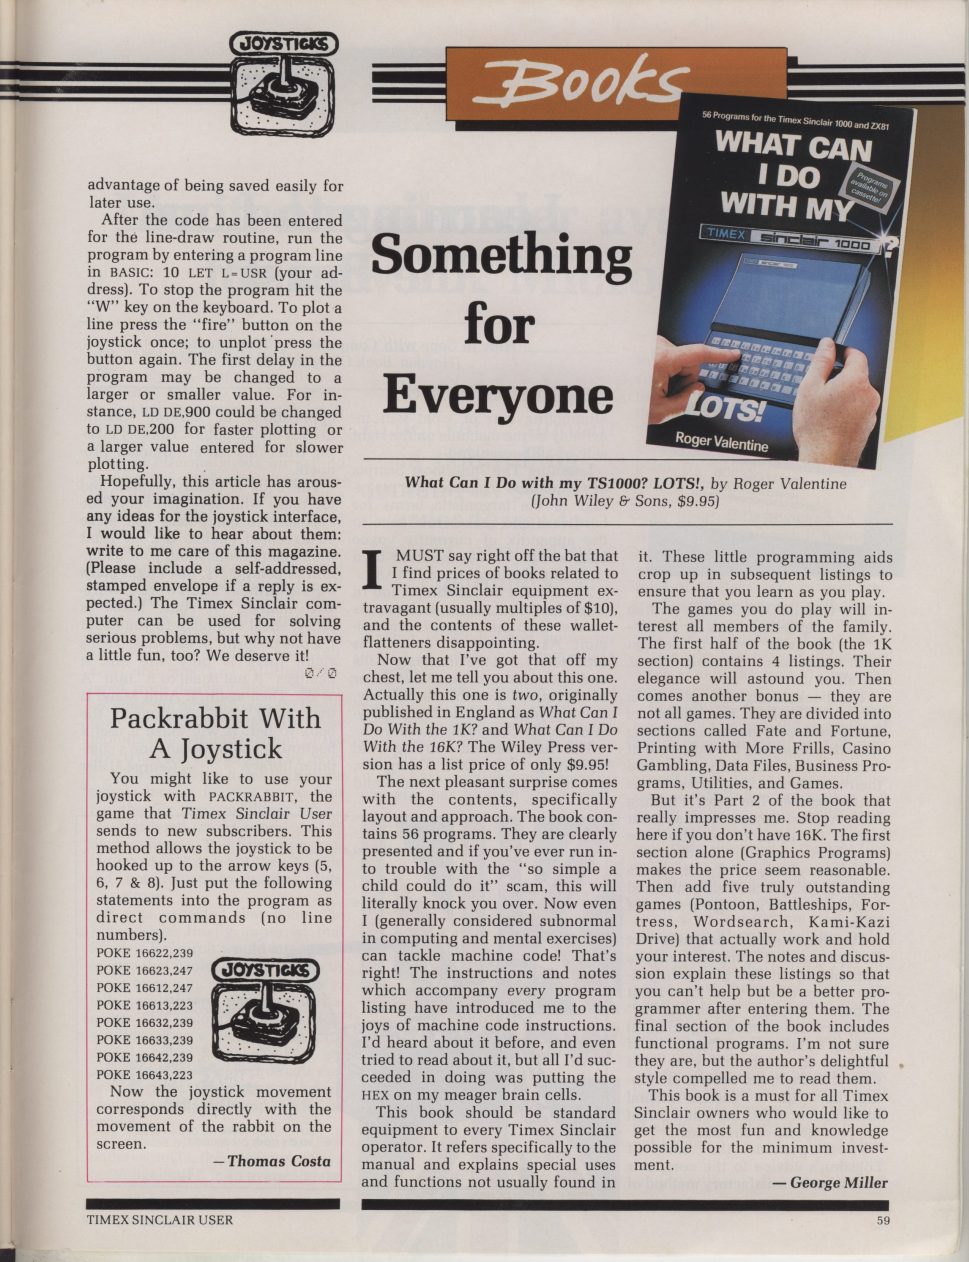 JOYSTICKS
advantage of being saved easily for
later use.
After the code has been entered
for the line-draw routine, run the
program by entering a program line
in BASIC: 10 LET L=USR (your ad-
dress). To stop the program hit the
"W" key on the keyboard. To plot a
line press the "fire" button on the
joystick once; to unplot press the
button again. The first delay in the
program may be changed to a
larger or smaller value. For in-
stance, LD DE,900 could be changed
to LD DE,200 for faster plotting or
a larger value entered for slower
plotting.
Hopefully, this article has arous-
ed your imagination. If you have
any ideas for the joystick interface,
I would like to hear about them:
write to me care of this magazine.
(Please include a self-addressed,
stamped envelope if a reply is ex-
pected.) The Timex Sinclair com-
puter can be used for solving
serious problems, but why not have
a little fun, too? We deserve it!
0/0
Packrabbit With
A Joystick
You might like to use your
joystick with PACKRABBIT, the
game that Timex Sinclair User
sends to new subscribers. This
method allows the joystick to be
hooked up to the arrow keys (5,
6, 7 & 8). Just put the following
statements into the program as
direct commands (no line
numbers).
POKE 16622,239
POKE 16623,247
POKE 16612,247
POKE 16613,223
POKE 16632,239
POKE 16633,239
POKE 16642,239
POKE 16643,223
JOYSTICKS
Now the joystick movement
corresponds directly with the
movement of the rabbit on the
screen.
—Thomas Costa
Books
56 Programs for the Timex Sinclair 1000 and ZX81
WHAT CAN
I DO
WITH MY
Programs
available on
cassette!
TIMEX sinclair 1000 ?
LOTS!
Roger Valentine
Something
for
Everyone
What Can I Do with my TS1000? LOTS!, by Roger Valentine
(John Wiley & Sons, $9.95)
I MUST say right off the bat that
I find prices of books related to
Timex Sinclair equipment ex-
travagant (usually multiples of $10),
and the contents of these wallet-
flatteners disappointing.
Now that I've got that off my
chest, let me tell you about this one.
Actually this one is two, originally
published in England as What Can I
Do With the 1K? and What Can I Do
With the 16K? The Wiley Press ver-
sion has a list price of only $9.95!
The next pleasant surprise comes
with the contents, specifically
layout and approach. The book con-
tains 56 programs. They are clearly
presented and if you've ever run in-
to trouble with the "so simple a
child could do it" scam, this will
literally knock you over. Now even
I (generally considered subnormal
in computing and mental exercises)
can tackle machine code! That's
right! The instructions and notes
which accompany every program
listing have introduced me to the
joys of machine code instructions.
I'd heard about it before, and even
tried to read about it, but all I'd suc-
ceeded in doing was putting the
HEX on my meager brain cells.
This book should be standard
equipment to every Timex Sinclair
operator. It refers specifically to the
manual and explains special uses
and functions not usually found in
it. These little programming aids
crop up in subsequent listings to
ensure that you learn as you play.
The games you do play will in-
terest all members of the family.
The first half of the book (the 1K
section) contains 4 listings. Their
elegance will astound you. Then
comes another bonus — they are
not all games. They are divided into
sections called Fate and Fortune,
Printing with More Frills, Casino
Gambling, Data Files, Business Pro-
grams, Utilities, and Games.
But it's Part 2 of the book that
really impresses me. Stop reading
here if you don't have 16K. The first
section alone (Graphics Programs)
makes the price seem reasonable.
Then add five truly outstanding
games (Pontoon, Battleships, For-
tress, Wordsearch, Kami-Kazi
Drive) that actually work and hold
your interest. The notes and discus-
sion explain these listings so that
you can't help but be a better pro-
grammer after entering them. The
final section of the book includes
functional programs. I'm not sure
they are, but the author's delightful
style compelled me to read them.
This book is a must for all Timex
Sinclair owners who would like to
get the most fun and knowledge
possible for the minimum invest-
ment.
—George Miller
TIMEX SINCLAIR USER
59